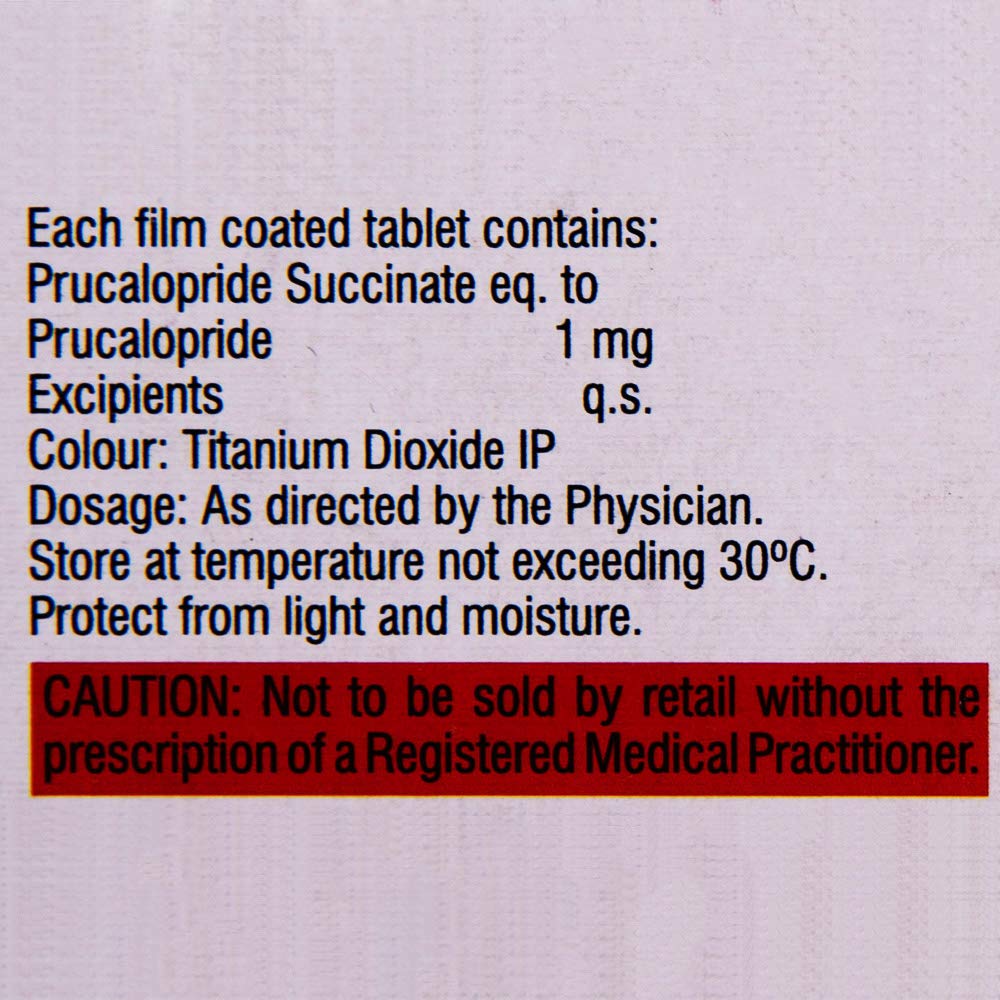 Each film coated tablet contains:
Prucalopride Succinate eq. to
Prucalopride 1 mg
Excipients q.s.
Colour: Titanium Dioxide IP
Dosage: As directed by the Physician.
Store at temperature not exceeding 30ºC.
Protect from light and moisture.
CAUTION: Not to be sold by retail without the
prescription of a Registered Medical Practitioner.